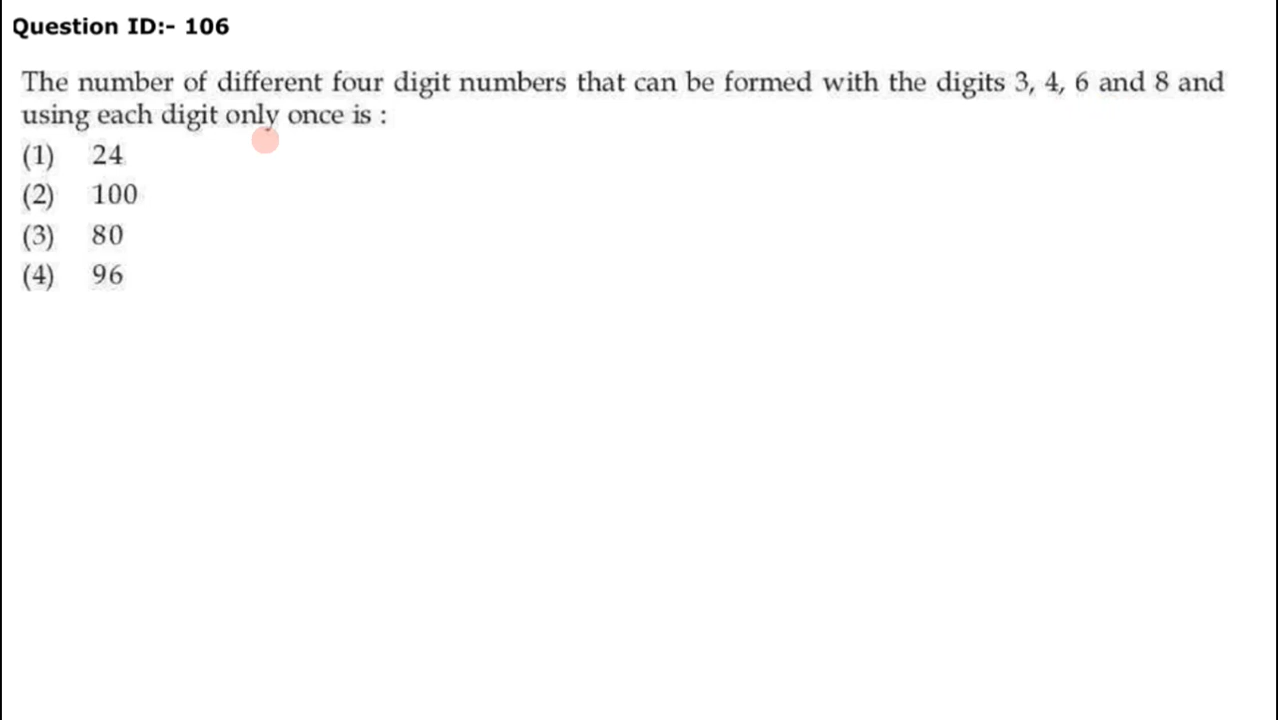 Question ID:- 106
The number of different four digit numbers that can be formed with the digits 3, 4, 6 and 8 and
using each digit only once is :
(1) 24
(2) 100
(3) 80
(4) 96